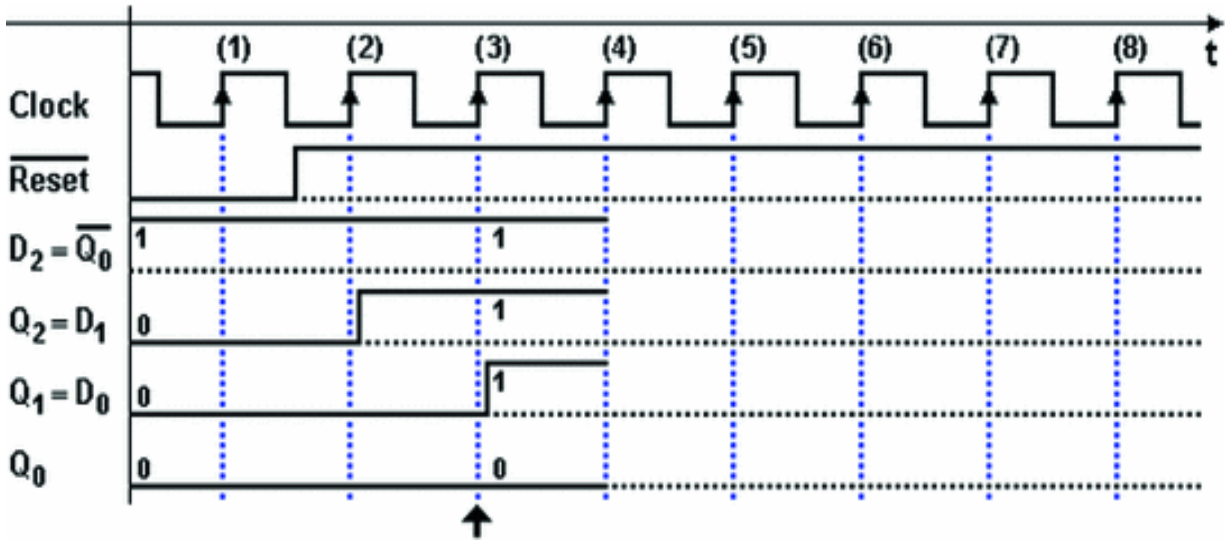 (1) (2) (3) (4) (5) (6) (7) (8) t
Clock
Reset
D2 = Q0 1 1
Q2 = D1 0 1
Q1 = D0 0 1
Q0 0 0